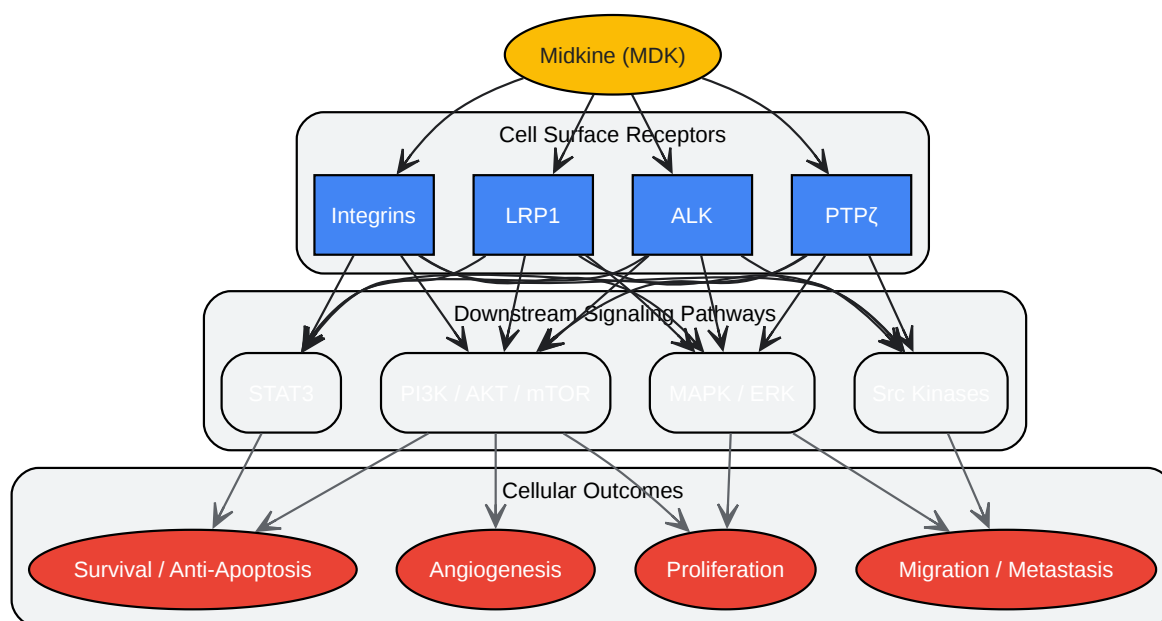 Midkine (MDK)
Cell Surface Receptors
Integrins
LRP1
ALK
PTPζ
Downstream Signaling Pathways
STAT3
PI3K / AKT / mTOR
MAPK / ERK
Src Kinases
Cellular Outcomes
Survival / Anti-Apoptosis
Angiogenesis
Proliferation
Migration / Metastasis